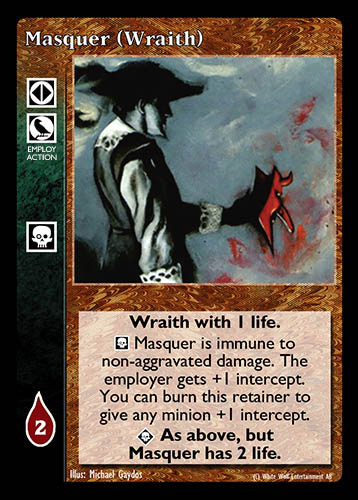 Masquer (Wraith)
EMPLOY
ACTION
Wraith with 1 life.
Masquer is immune to
non-aggravated damage. The
employer gets +1 intercept.
You can burn this retainer to
give any minion +1 intercept.
As above, but
Masquer has 2 life.
2
Illus: Michael Gaydos
(C) White Wolf Entertainment AB